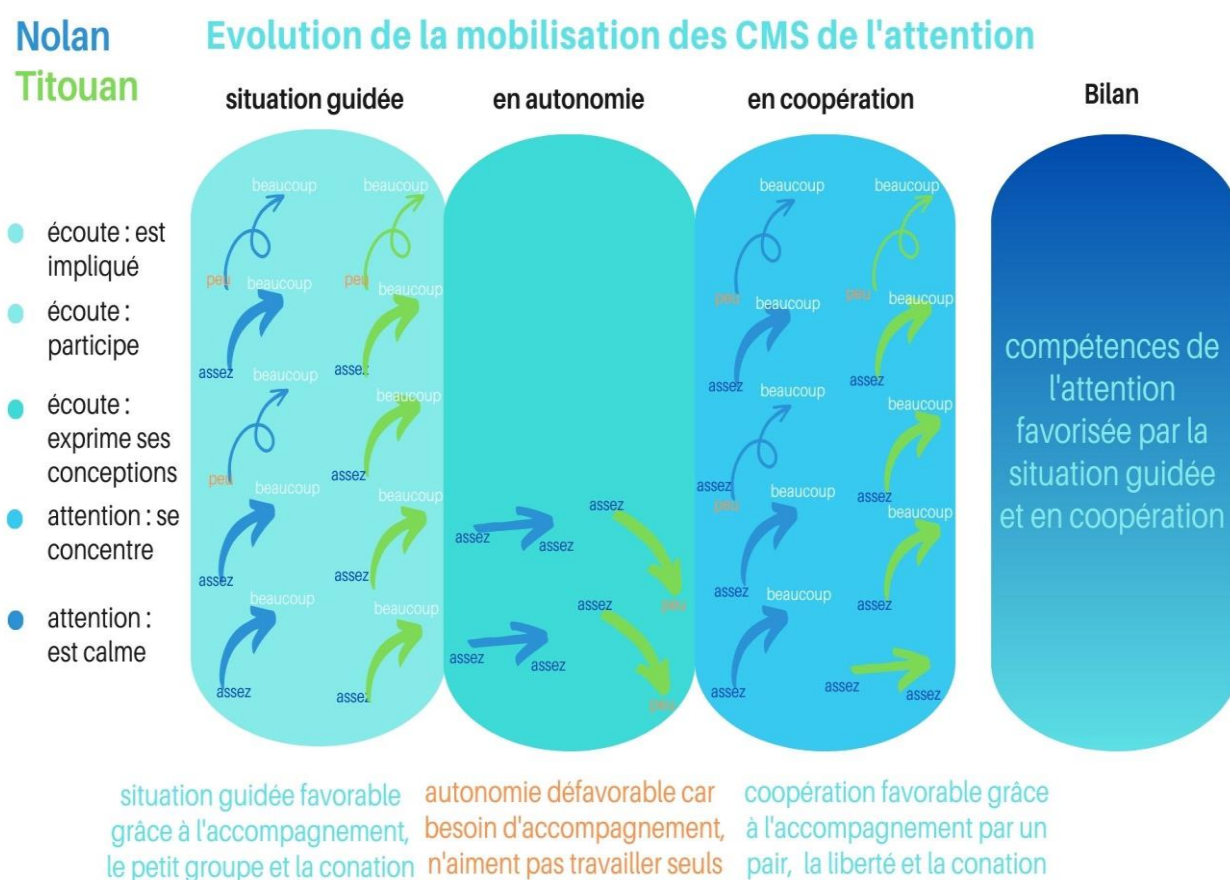 Nolan
Titouan
Evolution de la mobilisation des CMS de l'attention
situation guidée
en autonomie
en coopération
Bilan
écoute : est
impliqué
écoute :
participe
écoute :
exprime ses
conceptions
attention : se
concentre
attention :
est calme
beaucoup
beaucoup
peu
peu
beaucoup
beaucoup
assez
assez
beaucoup
beaucoup
peu
assez
beaucoup
beaucoup
assez
assez
beaucoup
beaucoup
assez
assez
assez
assez
assez
peu
assez
assez
assez
peu
beaucoup
beaucoup
peu
peu
beaucoup
beaucoup
assez
assez
beaucoup
beaucoup
assez
peu
assez
beaucoup
beaucoup
assez
assez
beaucoup
assez
assez
assez
compétences de
l'attention
favorisée par la
situation guidée
et en coopération
situation guidée favorable
grâce à l'accompagnement,
le petit groupe et la conation
autonomie défavorable car
besoin d'accompagnement,
n'aiment pas travailler seuls
coopération favorable grâce
à l'accompagnement par un
pair, la liberté et la conation